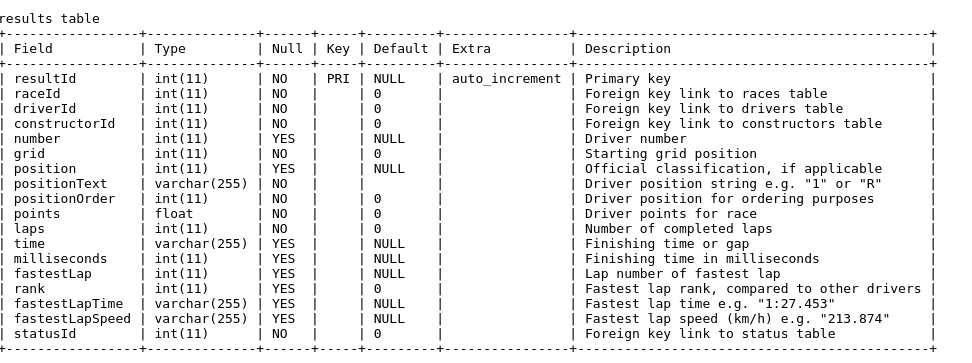 results table
+-----------------+--------------+------+-----+---------+----------------+---------------------------------------------+
| Field           | Type         | Null | Key | Default | Extra          | Description                                 |
+-----------------+--------------+------+-----+---------+----------------+---------------------------------------------+
| resultId        | int(11)      | NO   | PRI | NULL    | auto_increment | Primary key                                 |
| raceId          | int(11)      | NO   |     | 0       |                | Foreign key link to races table             |
| driverId        | int(11)      | NO   |     | 0       |                | Foreign key link to drivers table           |
| constructorId   | int(11)      | NO   |     | 0       |                | Foreign key link to constructors table      |
| number          | int(11)      | YES  |     | NULL    |                | Driver number                               |
| grid            | int(11)      | NO   |     | 0       |                | Starting grid position                      |
| position        | int(11)      | YES  |     | NULL    |                | Official classification, if applicable      |
| positionText    | varchar(255) | NO   |     |         |                | Driver position string e.g. "1" or "R"      |
| positionOrder   | int(11)      | NO   |     | 0       |                | Driver position for ordering purposes       |
| points          | float        | NO   |     | 0       |                | Driver points for race                      |
| laps            | int(11)      | NO   |     | 0       |                | Number of completed laps                    |
| time            | varchar(255) | YES  |     | NULL    |                | Finishing time or gap                       |
| milliseconds    | int(11)      | YES  |     | NULL    |                | Finishing time in milliseconds              |
| fastestLap      | int(11)      | YES  |     | NULL    |                | Lap number of fastest lap                   |
| rank            | int(11)      | YES  |     | 0       |                | Fastest lap rank, compared to other drivers |
| fastestLapTime  | varchar(255) | YES  |     | NULL    |                | Fastest lap time e.g. "1:27.453"            |
| fastestLapSpeed | varchar(255) | YES  |     | NULL    |                | Fastest lap speed (km/h) e.g. "213.874"     |
| statusId        | int(11)      | NO   |     | 0       |                | Foreign key link to status table            |
+-----------------+--------------+------+-----+---------+----------------+---------------------------------------------+